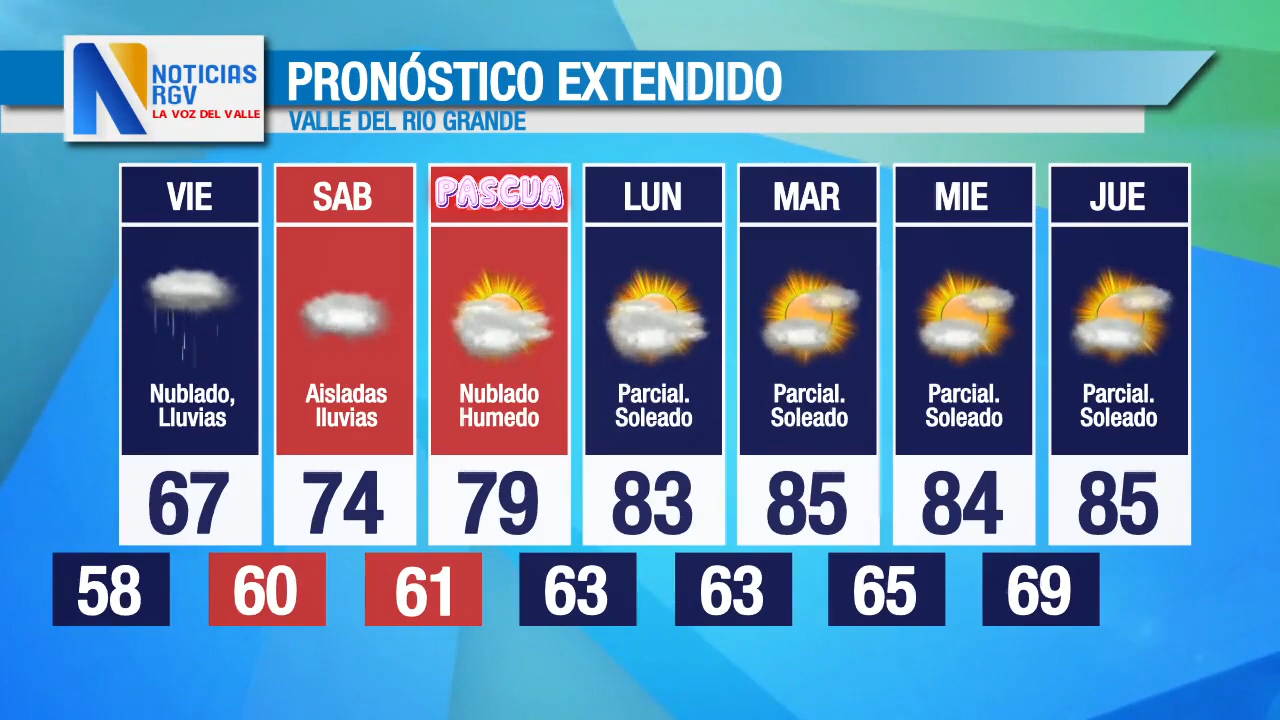 NOTICIAS
RGV
LA VOZ DEL VALLE
PRONÓSTICO EXTENDIDO
VALLE DEL RIO GRANDE
VIE
SAB
PASCUA
LUN
MAR
MIE
JUE
Nublado,
Lluvias
Aisladas
lluvias
Nublado
Humedo
Parcial.
Soleado
Parcial.
Soleado
Parcial.
Soleado
Parcial.
Soleado
67
74
79
83
85
84
85
58
60
61
63
63
65
69